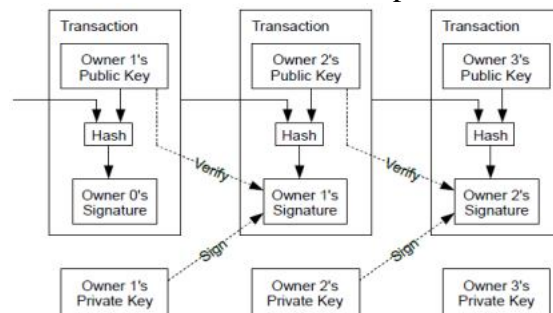 Transaction
Owner 1's
Public Key
Hash
Owner 0's
Signature
Verify
Transaction
Owner 2's
Public Key
Hash
Owner 1's
Signature
Verify
Transaction
Owner 3's
Public Key
Hash
Owner 2's
Signature
Owner 1's
Private Key
Sign
Owner 2's
Private Key
Sign
Owner 3's
Private Key